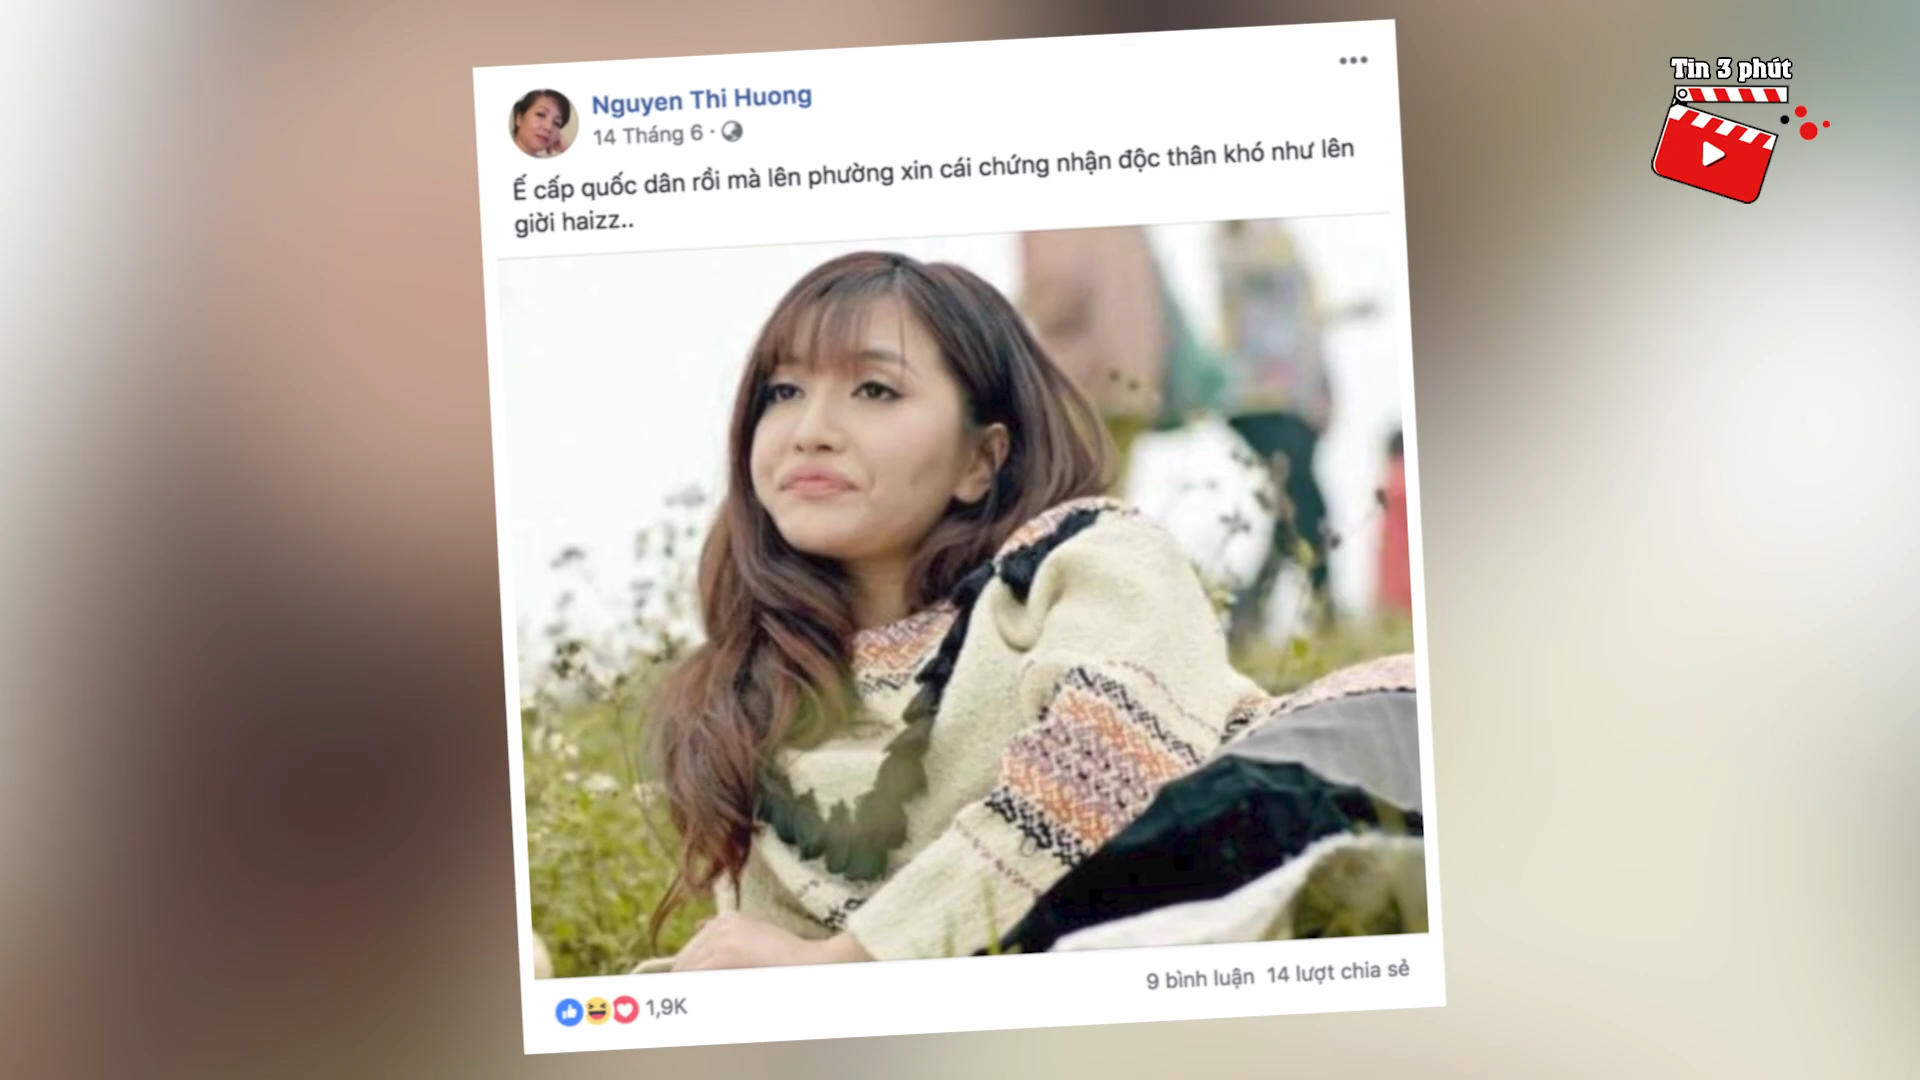 Tin 3 phút
Nguyen Thi Huong
14 Tháng 6
Ế cấp quốc dân rồi mà lên phường xin cái chứng nhận độc thân khó như lên
giời haizz..
9 bình luận 14 lượt chia sẻ
1,9K